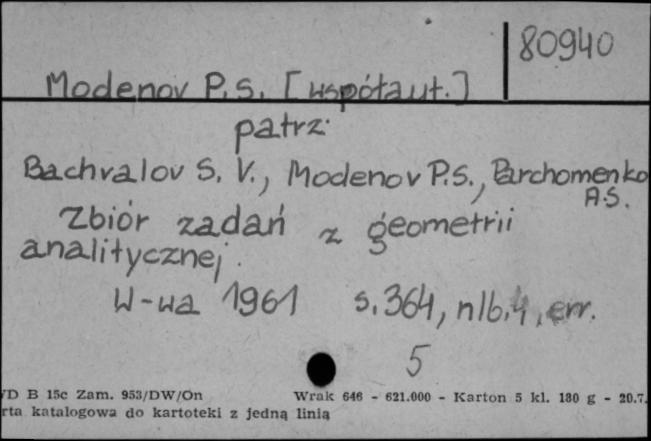 80940
Modenov P.S. [współaut.]
patrz:
Bachvalov S. V., Modenov P.S., Parchomenko
A.S.
Zbiór zadań z geometrii
analitycznej.
W-wa 1961 s. 364, nlb. 4, err.
5
VD B 15c Zam. 953/DW/On Wrak 646 - 621.000 - Karton 5 kl. 180 g - 20.7.
rta katalogowa do kartoteki z jedną linią